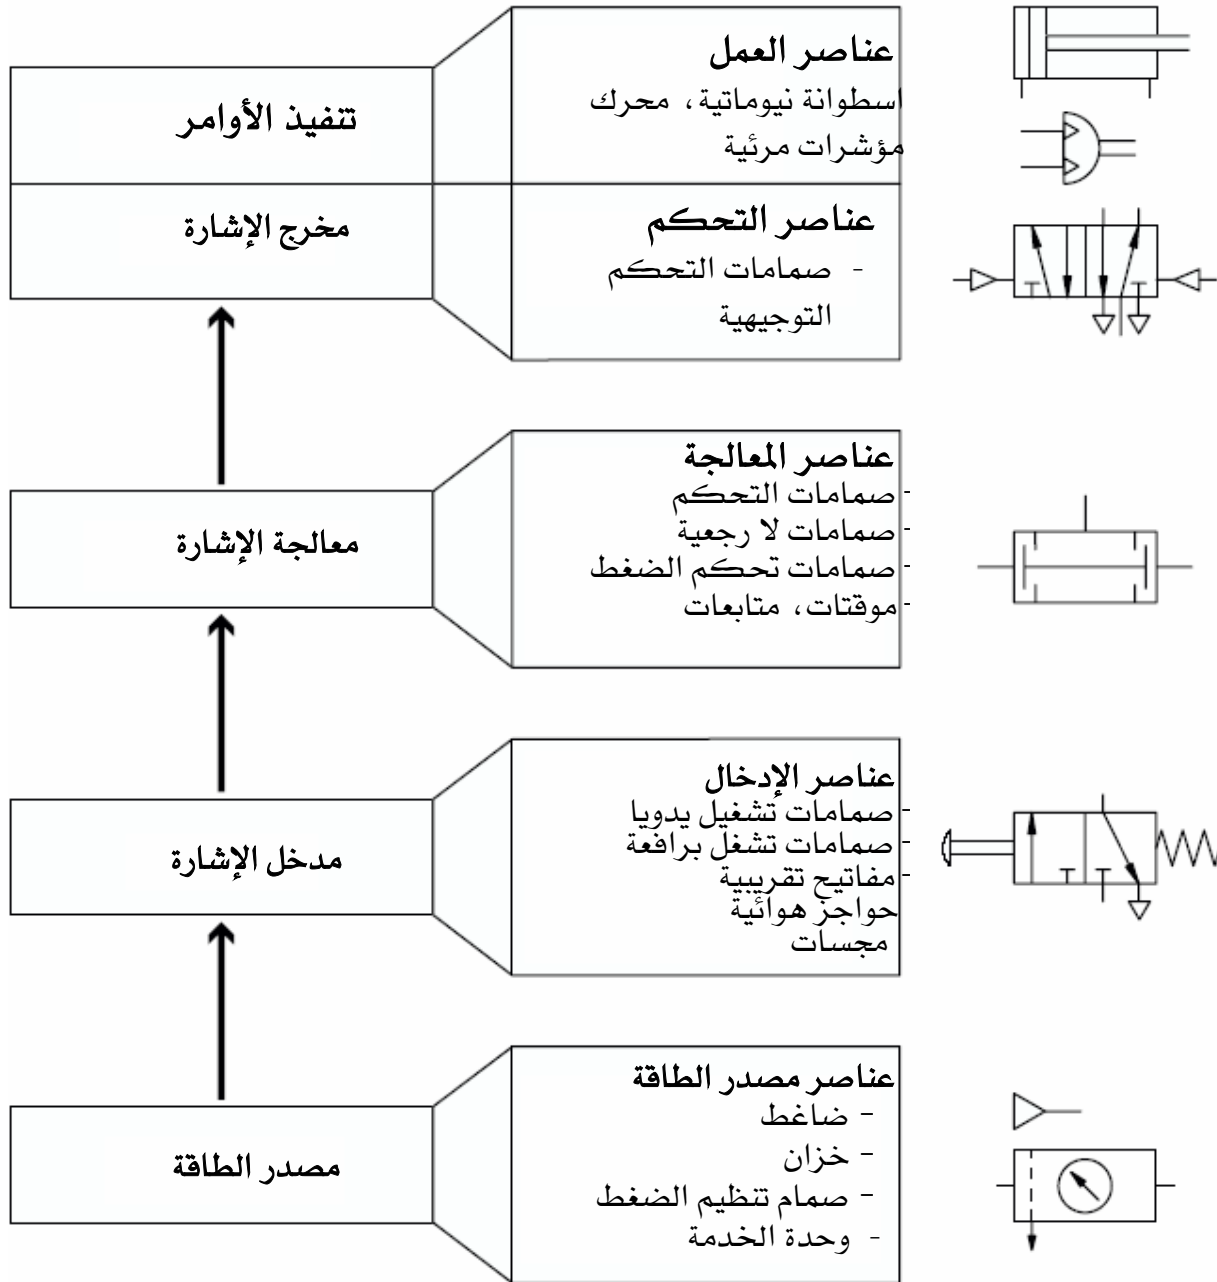 عناصر العمل
اسطوانة نيوماتية، محرك
مؤشرات مرئية
تنفيذ الأوامر
عناصر التحكم
- صمامات التحكم
التوجيهية
مخرج الإشارة
عناصر المعالجة
- صمامات التحكم
- صمامات لا رجعية
- صمامات تحكم الضغط
- موقتات، متابعات
معالجة الإشارة
عناصر الإدخال
- صمامات تشغيل يدويا
- صمامات تشغل برافعة
- مفاتيح تقريبية
حواجز هوائية
مجسات
مدخل الإشارة
عناصر مصدر الطاقة
- ضاغط
- خزان
- صمام تنظيم الضغط
- وحدة الخدمة
مصدر الطاقة